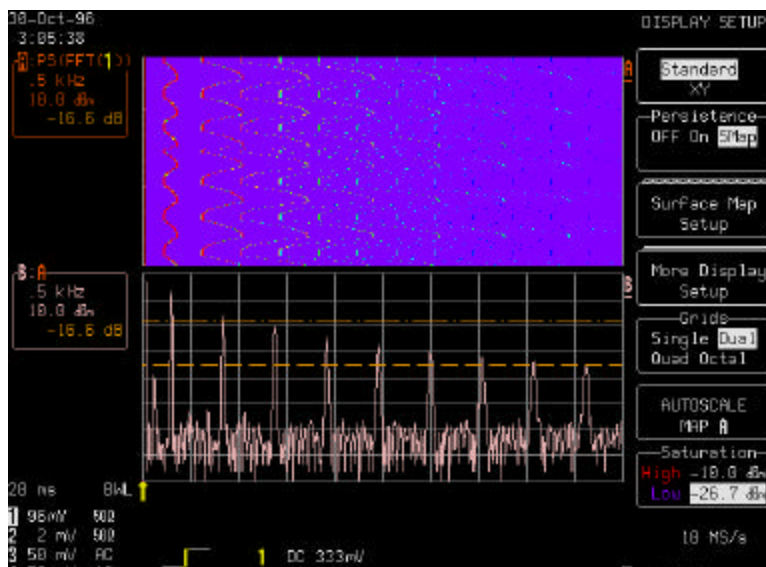 30-Oct-96
3:05:38
A:PS(FFT(1))
.5 kHz
10.0 dBm
-16.6 dB
A
B:A
.5 kHz
10.0 dBm
-16.6 dB
B
20 ms BWL
1 96mV 50Ω
2 2 mV 50Ω
3 50 mV AC
1 DC 333mV
DISPLAY SETUP
Standard
XY
Persistence
OFF On SMap
Surface Map
Setup
More Display
Setup
Grids
Single Dual
Quad Octal
AUTOSCALE
MAP A
Saturation
High -10.0 dBm
Low -26.7 dBm
10 MS/s